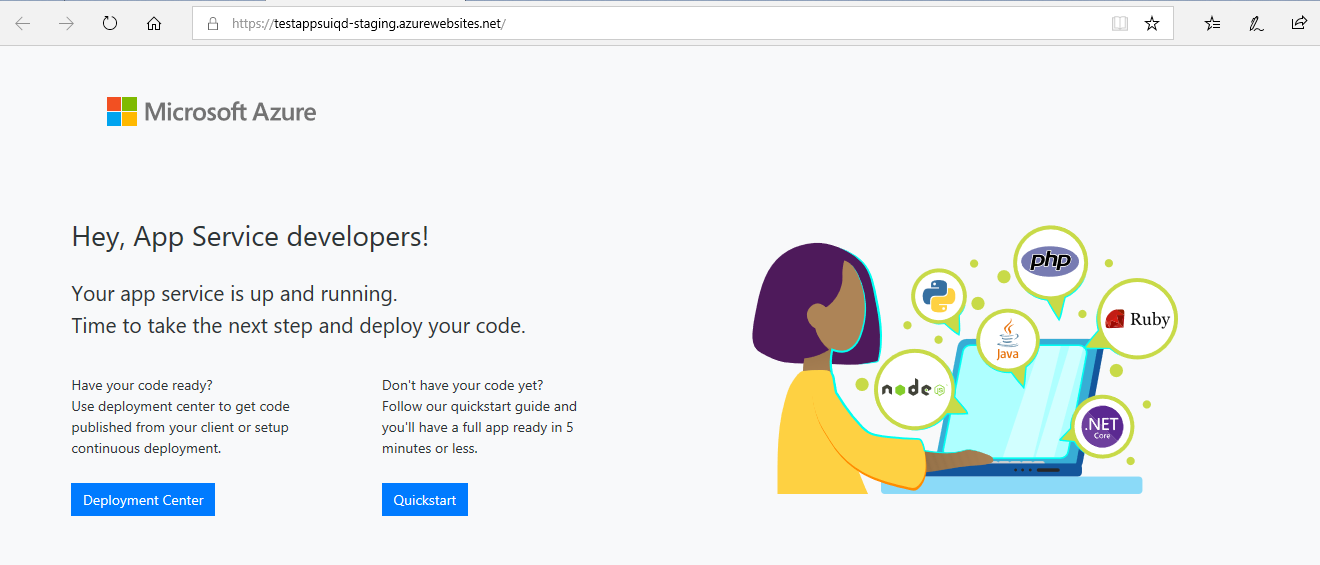 https://testappsuiqd-staging.azurewebsites.net/
Microsoft Azure
Hey, App Service developers!
Your app service is up and running.
Time to take the next step and deploy your code.
Have your code ready?
Use deployment center to get code
published from your client or setup
continuous deployment.
Deployment Center
Don't have your code yet?
Follow our quickstart guide and
you'll have a full app ready in 5
minutes or less.
Quickstart
php
Ruby
Java
node
JS
.NET
Core